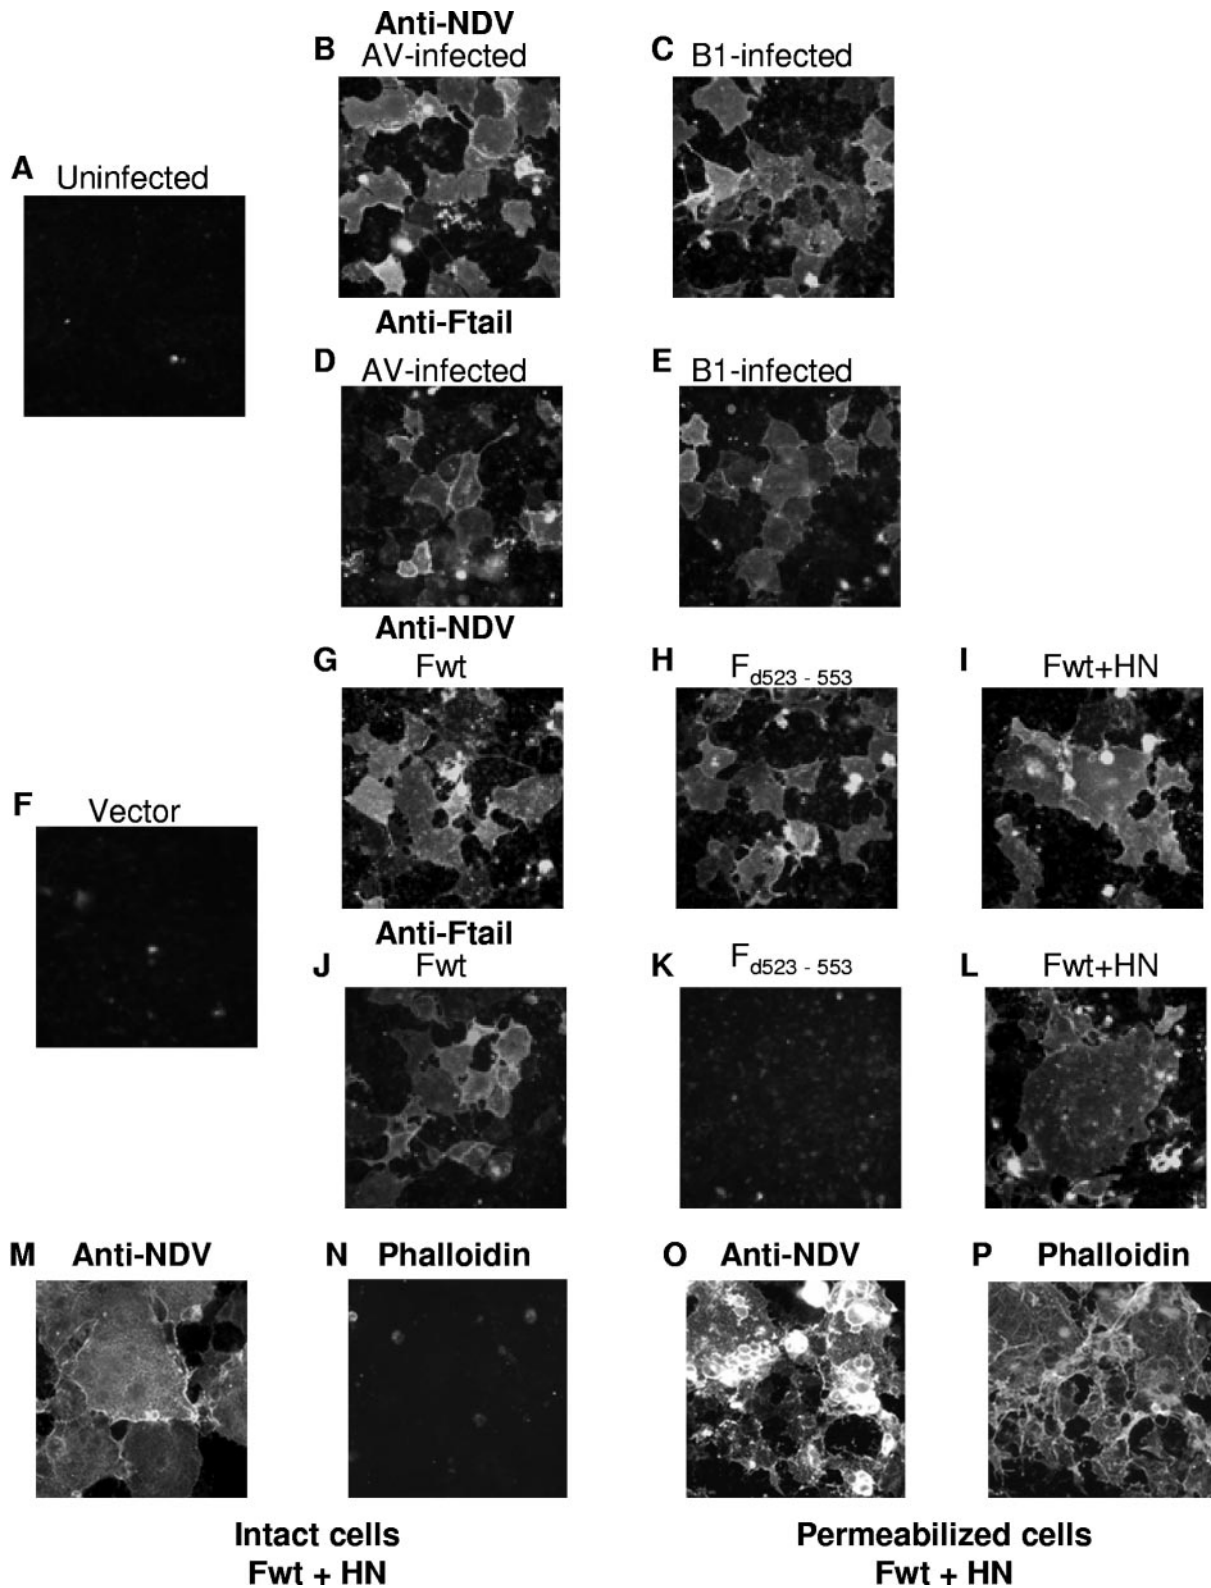 Anti-NDV
B AV-infected
C B1-infected
A Uninfected
Anti-Ftail
D AV-infected
E B1-infected
Anti-NDV
G Fwt
H Fd523 - 553
I Fwt+HN
F Vector
Anti-Ftail
J Fwt
K Fd523 - 553
L Fwt+HN
M Anti-NDV
N Phalloidin
O Anti-NDV
P Phalloidin
Intact cells
Fwt + HN
Permeabilized cells
Fwt + HN